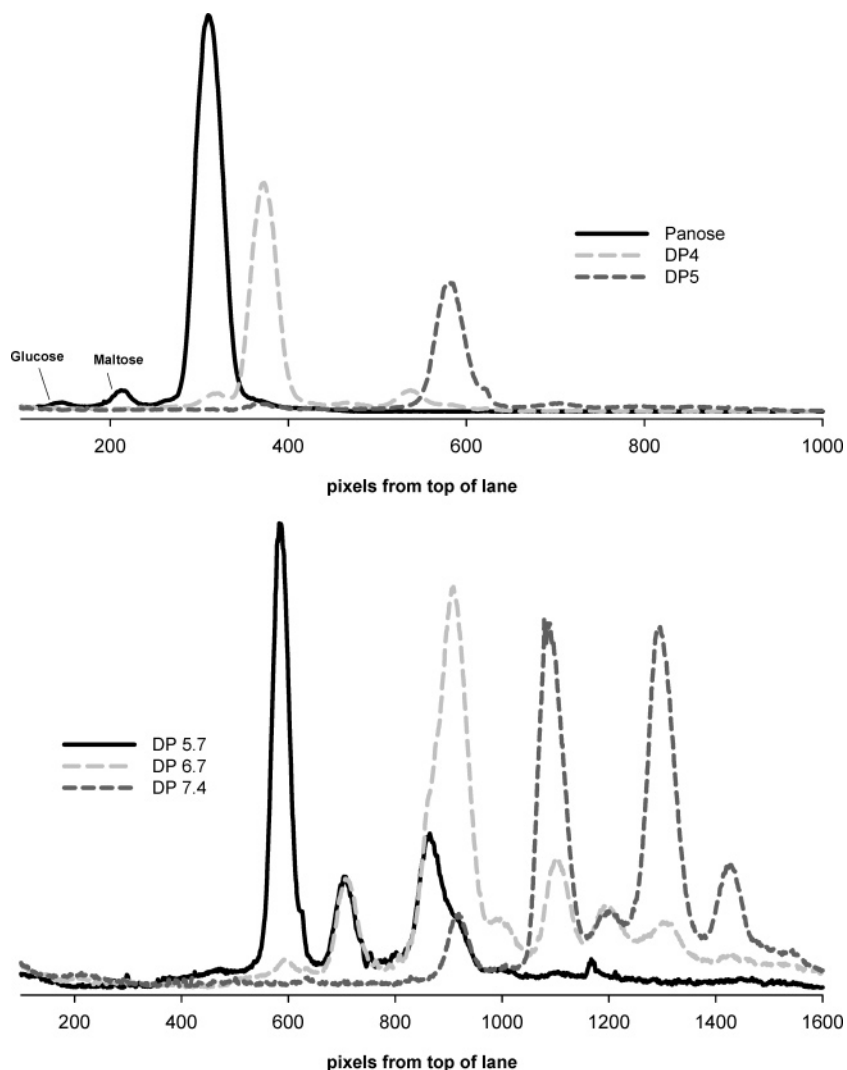 Panose
DP4
DP5
Glucose
Maltose
200 400 600 800 1000
pixels from top of lane
DP 5.7
DP 6.7
DP 7.4
200 400 600 800 1000 1200 1400 1600
pixels from top of lane